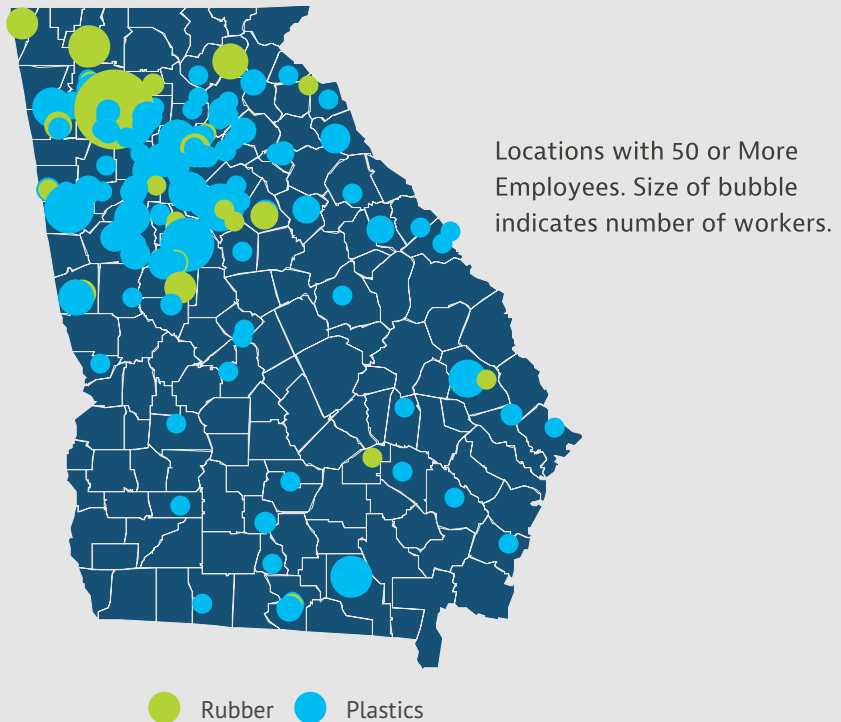 Locations with 50 or More
Employees. Size of bubble
indicates number of workers.
Rubber Plastics